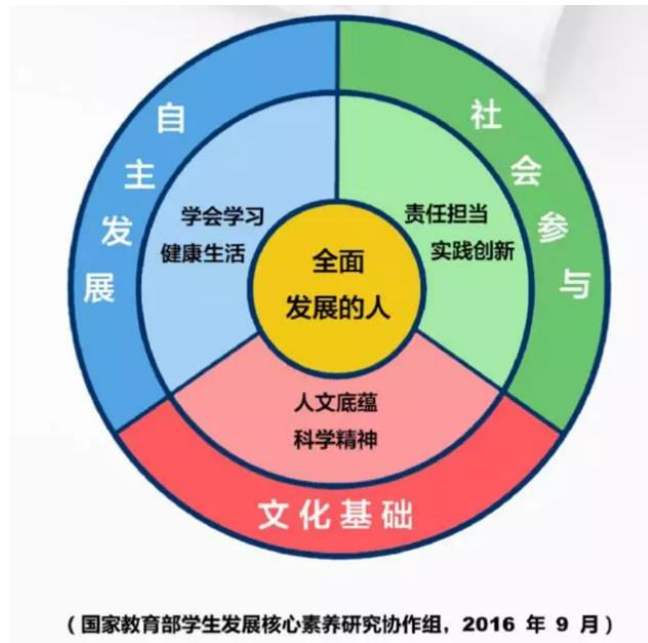 自主发展
社会参与
学会学习
健康生活
责任担当
实践创新
全面
发展的人
人文底蕴
科学精神
文化基础
（国家教育部学生发展核心素养研究协作组，2016 年 9 月）